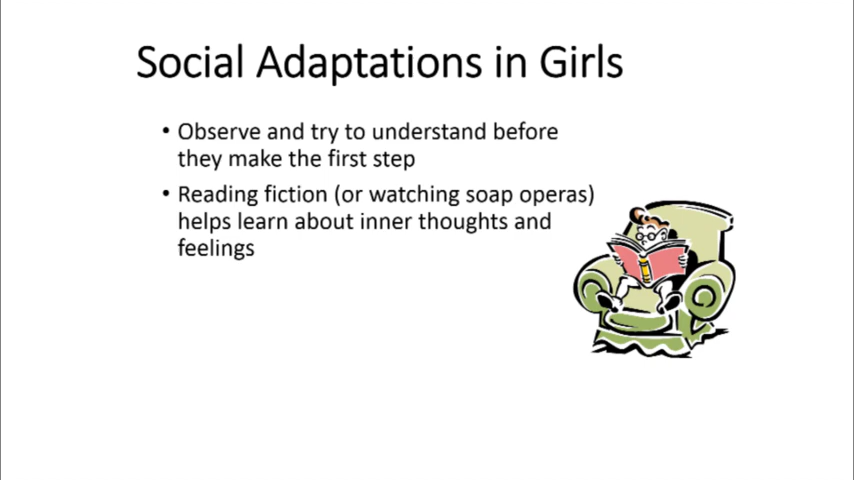 Social Adaptations in Girls
• Observe and try to understand before
they make the first step
• Reading fiction (or watching soap operas)
helps learn about inner thoughts and
feelings